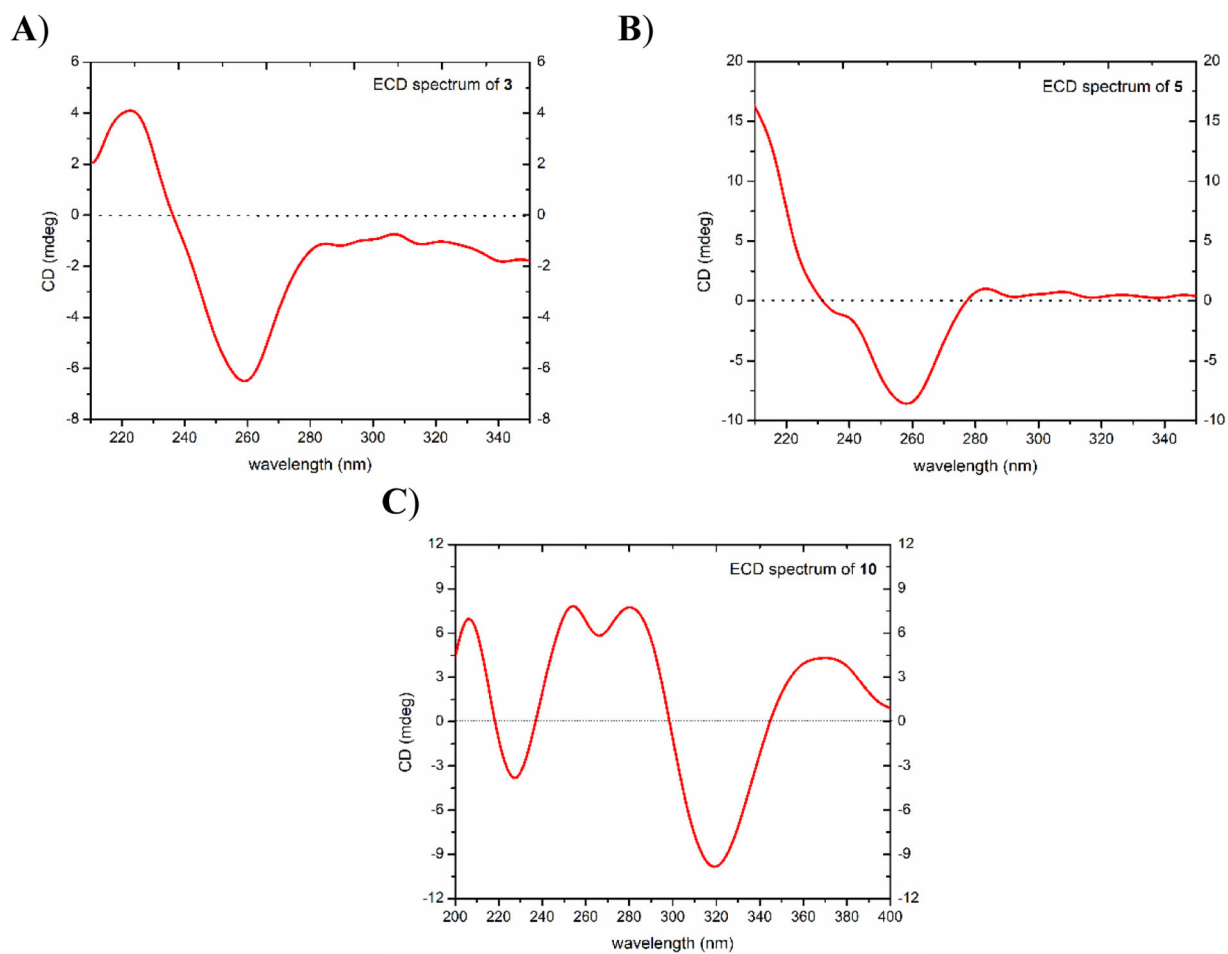 A)
ECD spectrum of 3
6 4 2 0 -2 -4 -6 -8
CD (mdeg)
6 4 2 0 -2 -4 -6 -8
220 240 260 280 300 320 340
wavelength (nm)
B)
ECD spectrum of 5
20 15 10 5 0 -5 -10
CD (mdeg)
20 15 10 5 0 -5 -10
220 240 260 280 300 320 340
wavelength (nm)
C)
ECD spectrum of 10
12 9 6 3 0 -3 -6 -9 -12
CD (mdeg)
12 9 6 3 0 -3 -6 -9 -12
200 220 240 260 280 300 320 340 360 380 400
wavelength (nm)